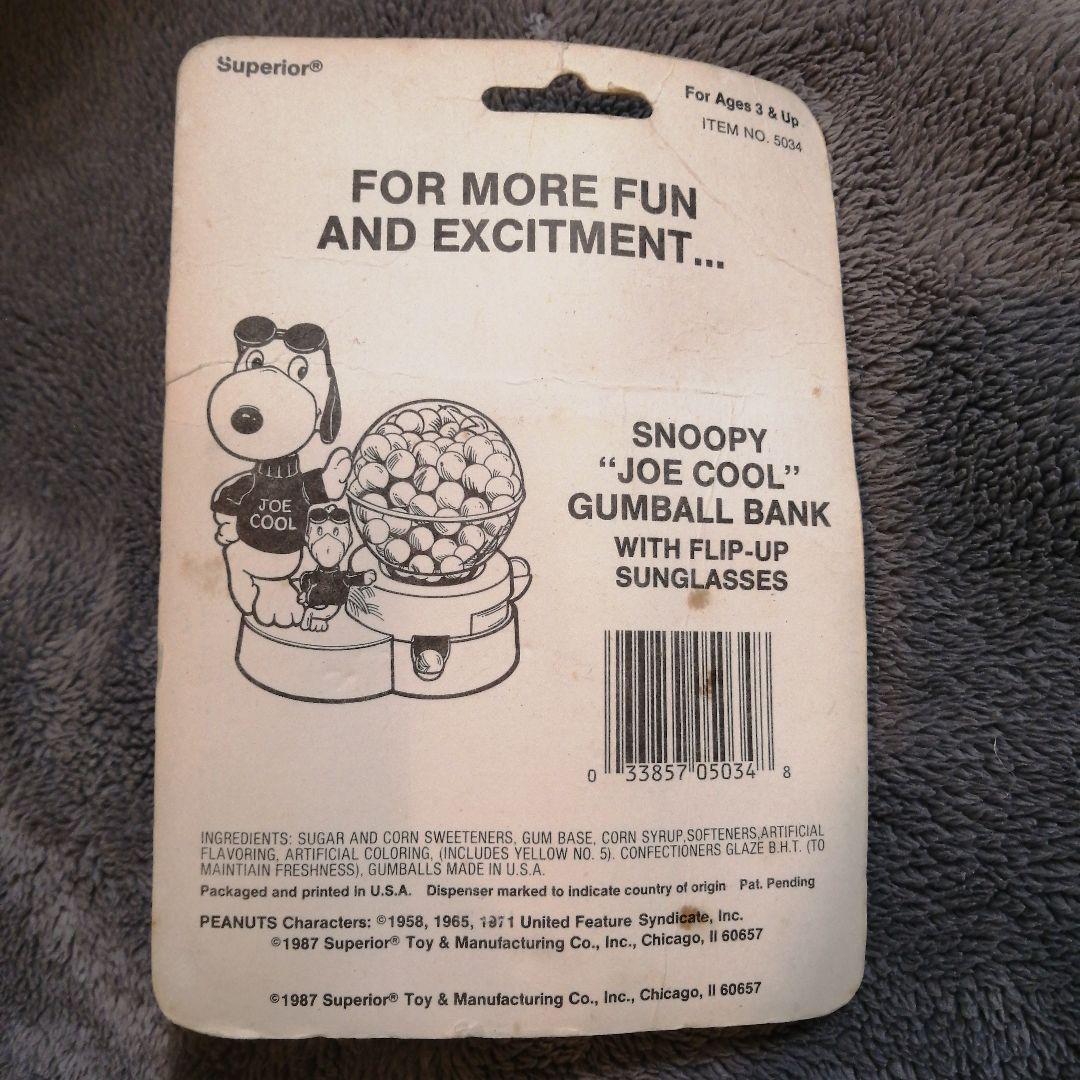 Superior®
For Ages 3 & Up
ITEM NO. 5034
FOR MORE FUN
AND EXCITMENT...
JOE
COOL
SNOOPY
“JOE COOL”
GUMBALL BANK
WITH FLIP-UP
SUNGLASSES
0 33857 05034 8
INGREDIENTS: SUGAR AND CORN SWEETENERS, GUM BASE, CORN SYRUP,SOFTENERS,ARTIFICIAL
FLAVORING, ARTIFICIAL COLORING, (INCLUDES YELLOW NO. 5). CONFECTIONERS GLAZE B.H.T. (TO
MAINTIAIN FRESHNESS), GUMBALLS MADE IN U.S.A.
Packaged and printed in U.S.A. Dispenser marked to indicate country of origin Pat. Pending
PEANUTS Characters: ©1958, 1965, 1971 United Feature Syndicate, Inc.
©1987 Superior® Toy & Manufacturing Co., Inc., Chicago, Il 60657
©1987 Superior® Toy & Manufacturing Co., Inc., Chicago, Il 60657